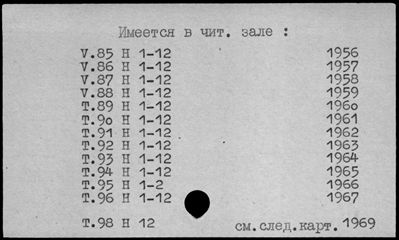 Имеется в чит. зале :
V.85 Н 1-12 1956
V.86 Н 1-12 1957
V.87 Н 1-12 1958
V.88 Н 1-12 1959
Т.89 Н 1-12 196о
Т.9о Н 1-12 1961
Т.91 Н 1-12 1962
Т.92 Н 1-12 1963
Т.93 Н 1-12 1964
Т.94 Н 1-12 1965
Т.95 Н 1-2 1966
Т.96 Н 1-12 1967
Т.98 Н 12 см.след.карт. 1969